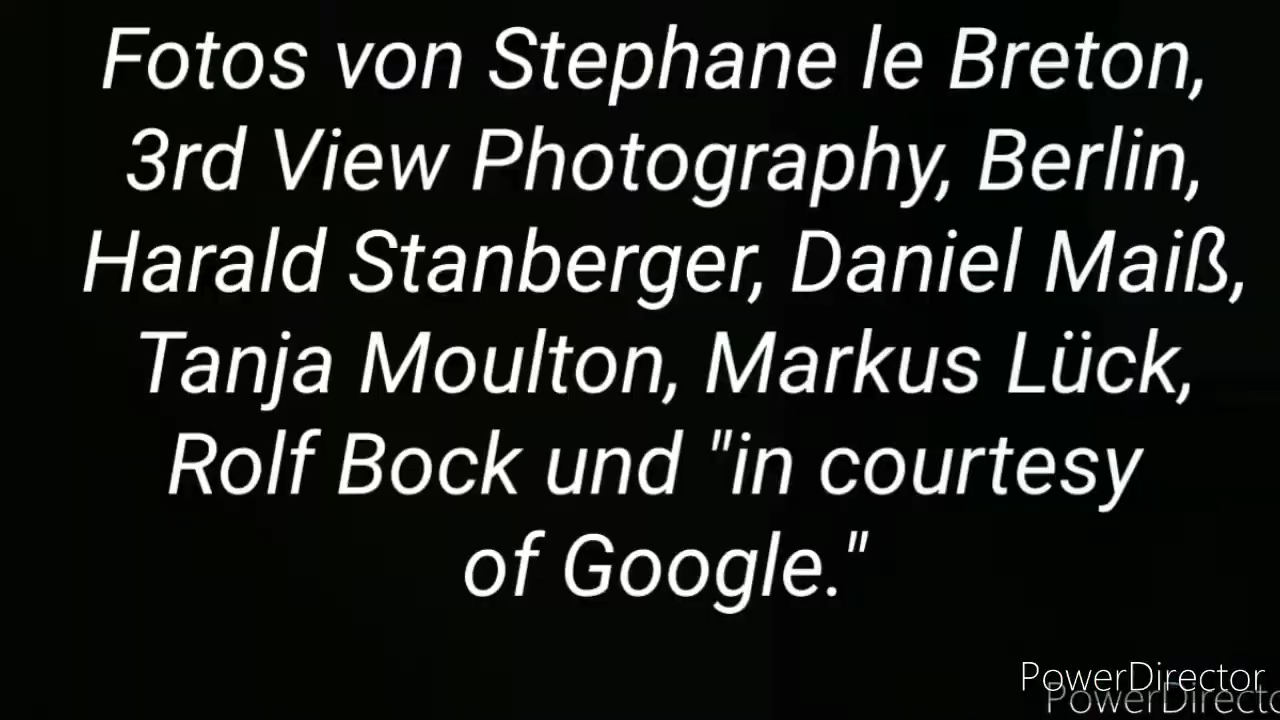 Fotos von Stephane le Breton,
3rd View Photography, Berlin,
Harald Stanberger, Daniel Maiß,
Tanja Moulton, Markus Lück,
Rolf Bock und "in courtesy
of Google."
PowerDirector
PowerDirecto